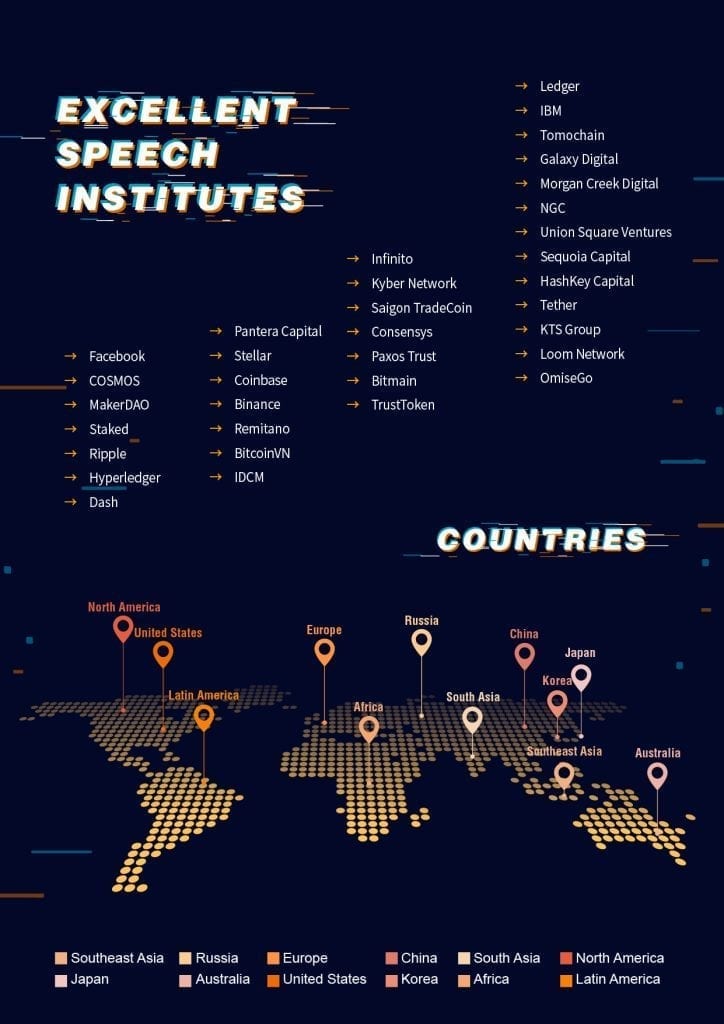 EXCELLENT
SPEECH
INSTITUTES
→ Facebook
→ COSMOS
→ MakerDAO
→ Staked
→ Ripple
→ Hyperledger
→ Dash
→ Pantera Capital
→ Stellar
→ Coinbase
→ Binance
→ Remitano
→ BitcoinVN
→ IDCM
→ Infinito
→ Kyber Network
→ Saigon TradeCoin
→ Consensys
→ Paxos Trust
→ Bitmain
→ TrustToken
→ Ledger
→ IBM
→ Tomochain
→ Galaxy Digital
→ Morgan Creek Digital
→ NGC
→ Union Square Ventures
→ Sequoia Capital
→ HashKey Capital
→ Tether
→ KTS Group
→ Loom Network
→ OmiseGo
COUNTRIES
North America
United States
Latin America
Europe
Africa
Russia
South Asia
China
Japan
Korea
Southeast Asia
Australia
Southeast Asia Russia Europe China South Asia North America
Japan Australia United States Korea Africa Latin America